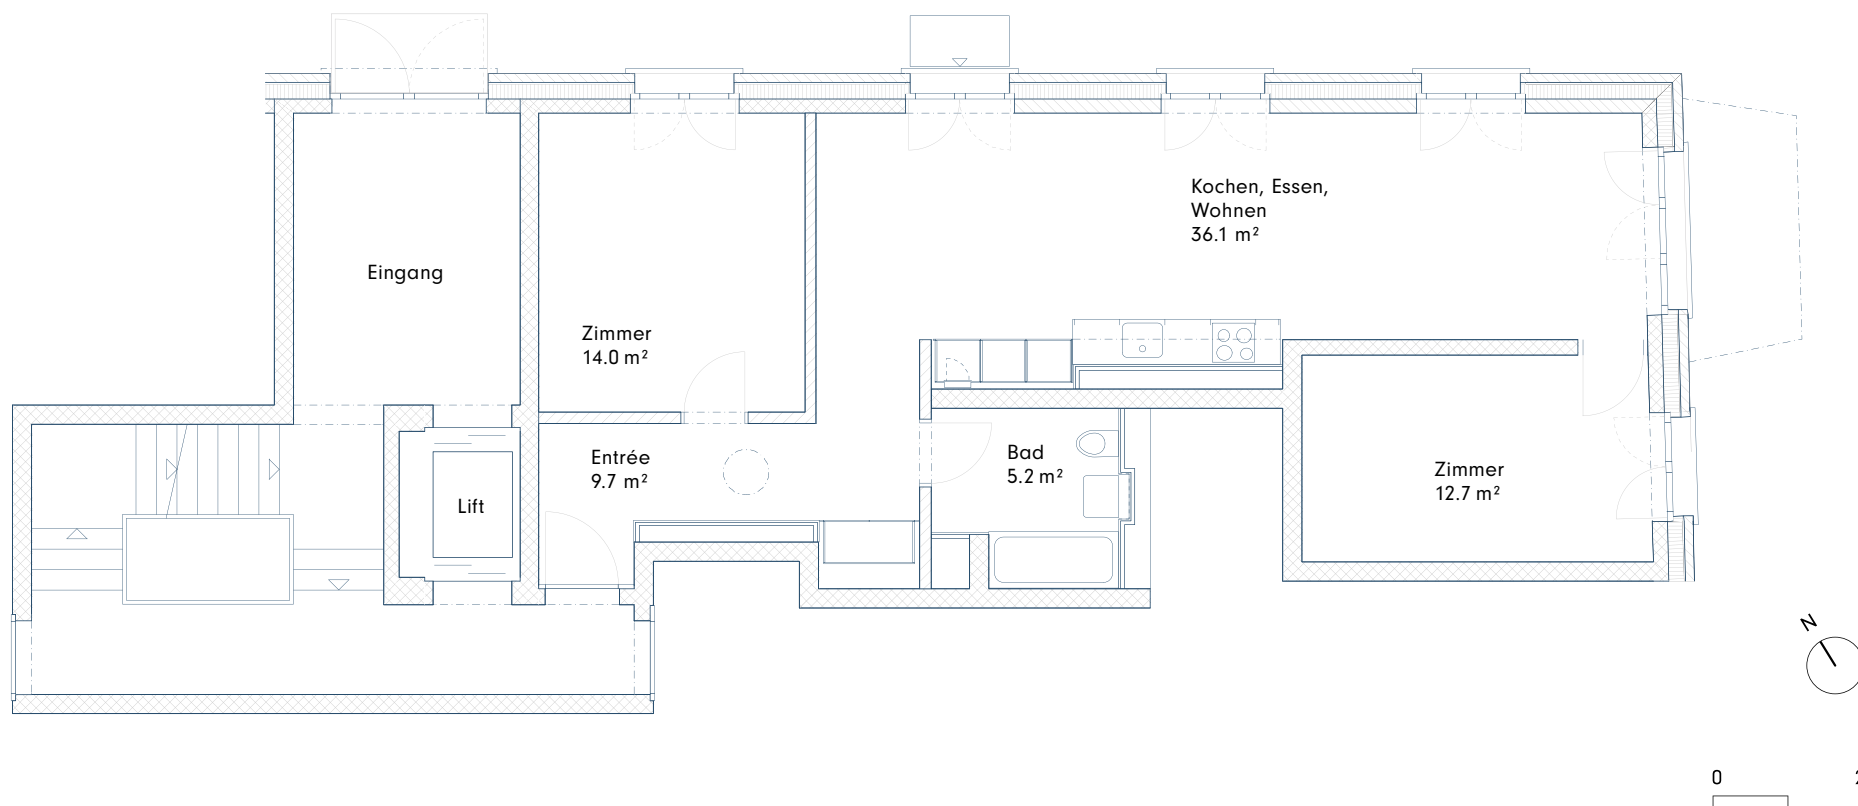 Kochen, Essen,
Wohnen
36.1 m²
Eingang
Zimmer
14.0 m²
Entrée
9.7 m²
Bad
5.2 m²
Zimmer
12.7 m²
Lift
N
0